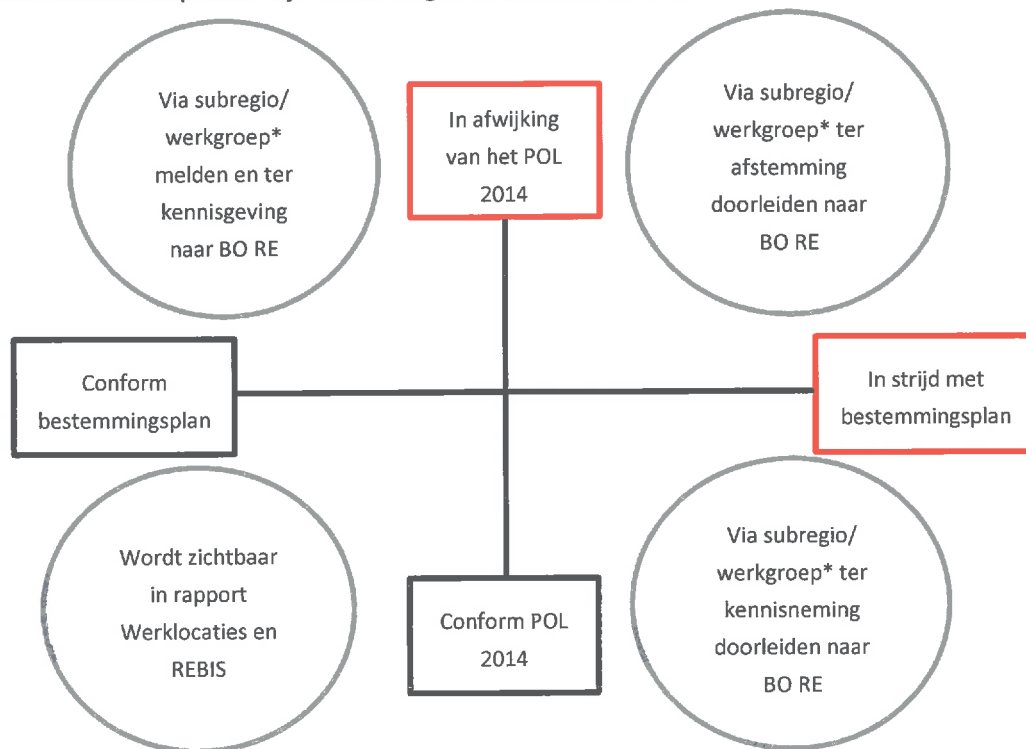 Via subregio/
werkgroep*
melden en ter
kennisgeving
naar BO RE
In afwijking
van het POL
2014
Via subregio/
werkgroep* ter
afstemming
doorleiden naar
BO RE
Conform
bestemmingsplan
In strijd met
bestemmingsplan
Wordt zichtbaar
in rapport
Werklocaties en
REBIS
Conform POL
2014
Via subregio/
werkgroep* ter
kennisneming
doorleiden naar
BO RE